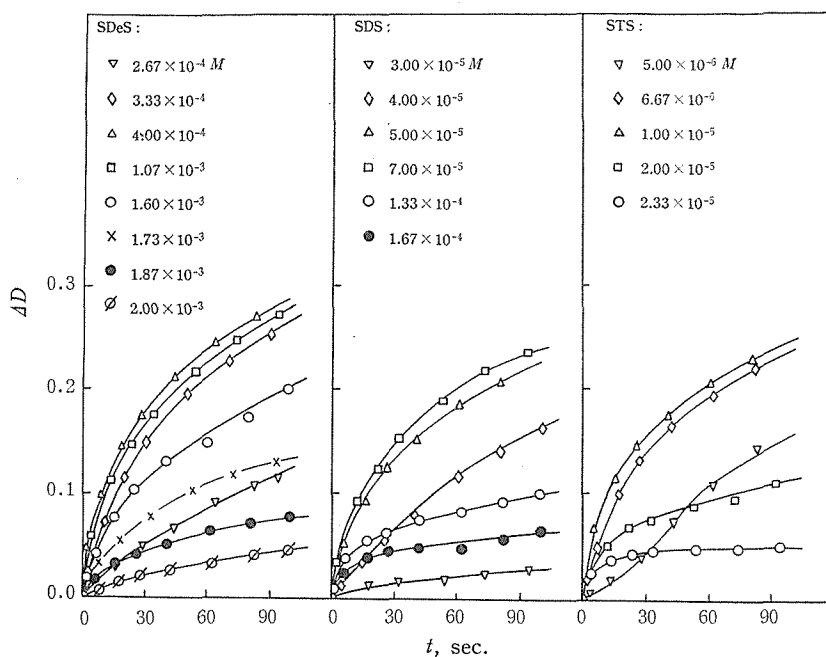 SDeS :
2.67 × 10⁻⁴ M
3.33 × 10⁻⁴
4.00 × 10⁻⁴
1.07 × 10⁻³
1.60 × 10⁻³
1.73 × 10⁻³
1.87 × 10⁻³
2.00 × 10⁻³
SDS :
3.00 × 10⁻⁵ M
4.00 × 10⁻⁵
5.00 × 10⁻⁵
7.00 × 10⁻⁵
1.33 × 10⁻⁴
1.67 × 10⁻⁴
STS :
5.00 × 10⁻⁶ M
6.67 × 10⁻⁶
1.00 × 10⁻⁵
2.00 × 10⁻⁵
2.33 × 10⁻⁵
ΔD
0.3
0.2
0.1
0.0
0 30 60 90
0 30 60 90
0 30 60 90
t, sec.